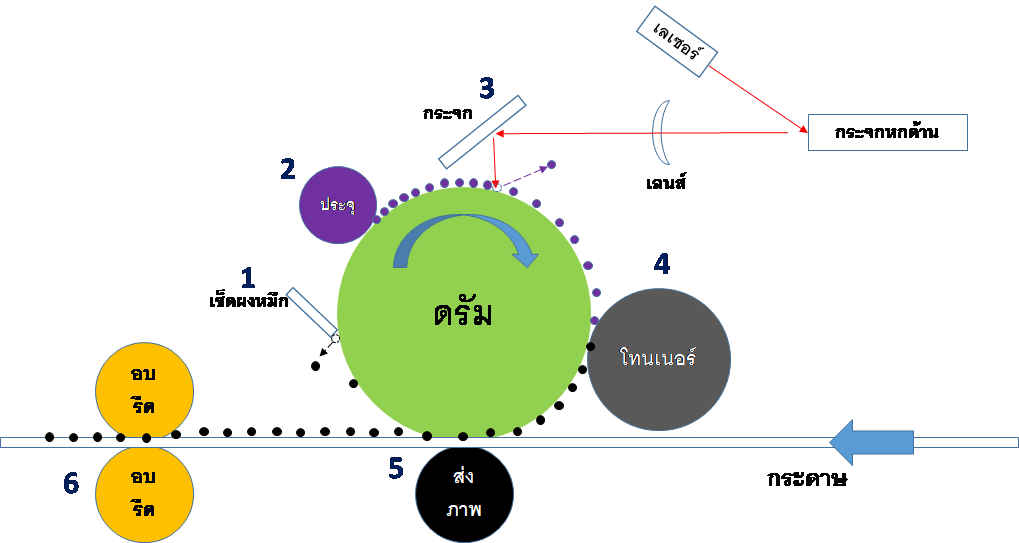 เลเซอร์
3
กระจก
กระจกหกด้าน
เลนส์
2
ประจุ
1
เช็ดผงหมึก
ดรัม
4
โทนเนอร์
อบ
รีด
5
ส่ง
ภาพ
6
อบ
รีด
กระดาษ